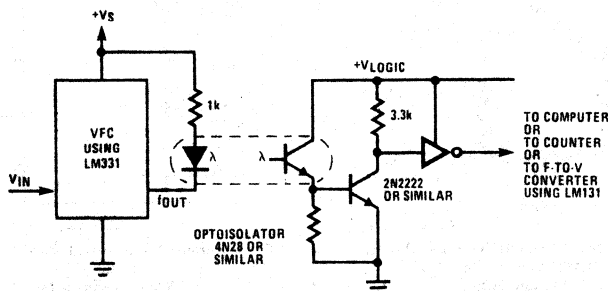 +VS
+VLOGIC
1k
3.3k
VFC
USING
LM331
λ
λ
VIN
fOUT
TO COMPUTER
OR
TO COUNTER
OR
TO F-TO-V
CONVERTER
USING LM131
2N2222
OR SIMILAR
OPTOISOLATOR
4N28 OR
SIMILAR